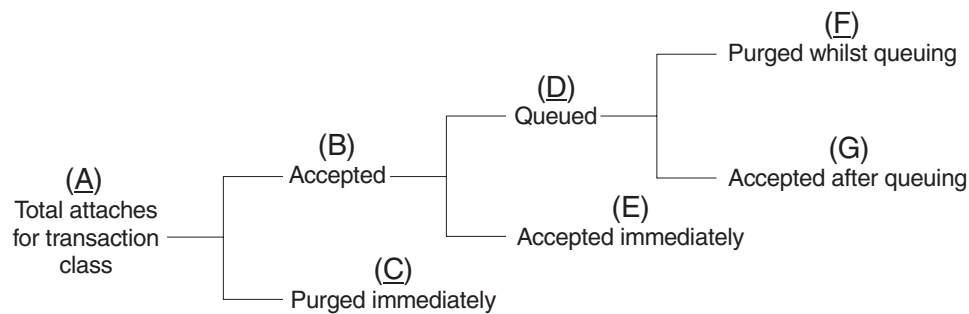 (F)
Purged whilst queuing
(D)
Queued
(B)
Accepted
(G)
Accepted after queuing
(A)
Total attaches
for transaction
class
(E)
Accepted immediately
(C)
Purged immediately